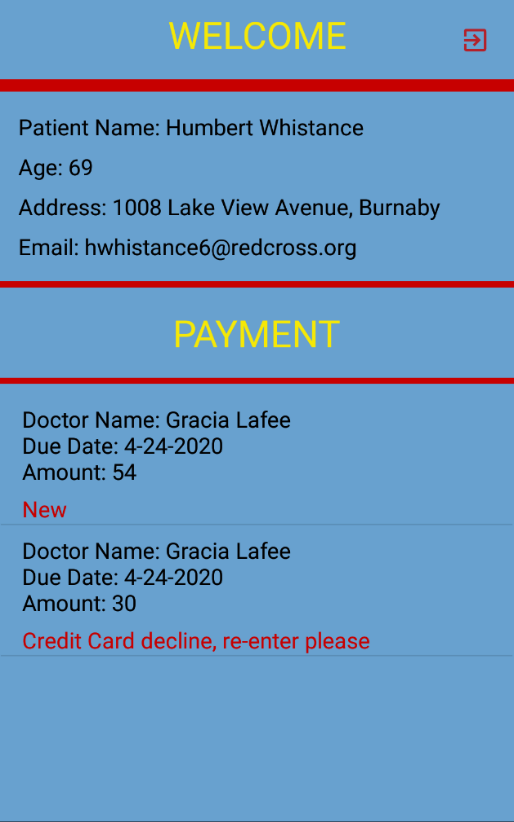 WELCOME
Patient Name: Humbert Whistance
Age: 69
Address: 1008 Lake View Avenue, Burnaby
Email: hwhistance6@redcross.org
PAYMENT
Doctor Name: Gracia Lafee
Due Date: 4-24-2020
Amount: 54
New
Doctor Name: Gracia Lafee
Due Date: 4-24-2020
Amount: 30
Credit Card decline, re-enter please